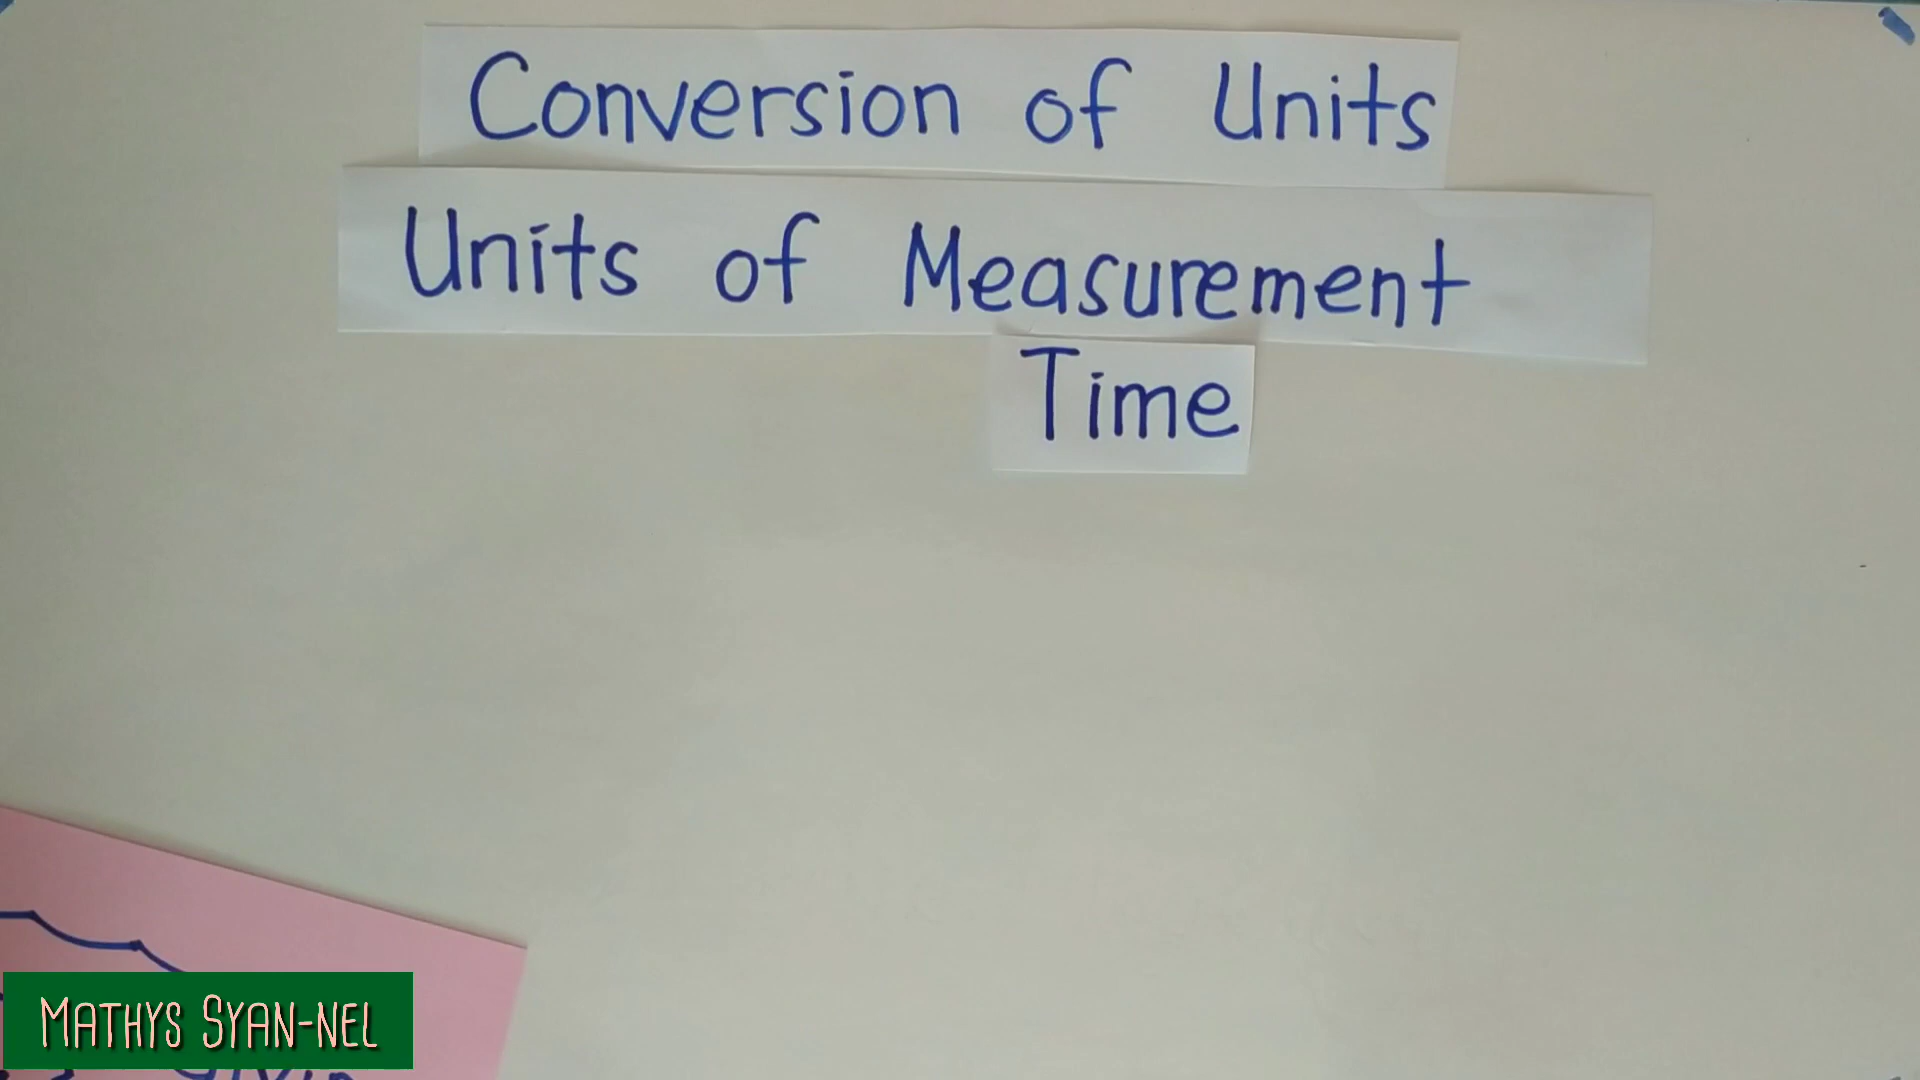 Conversion of Units
Units of Measurement
Time
MATHYS SYAN-NEL